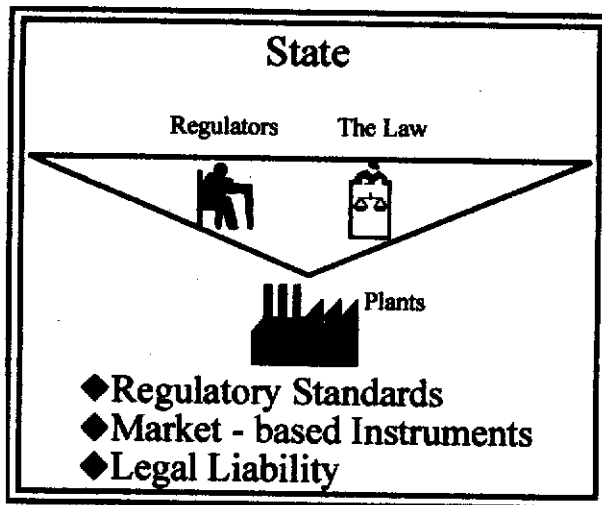 State
Regulators The Law
Plants
◆Regulatory Standards
◆Market - based Instruments
◆Legal Liability